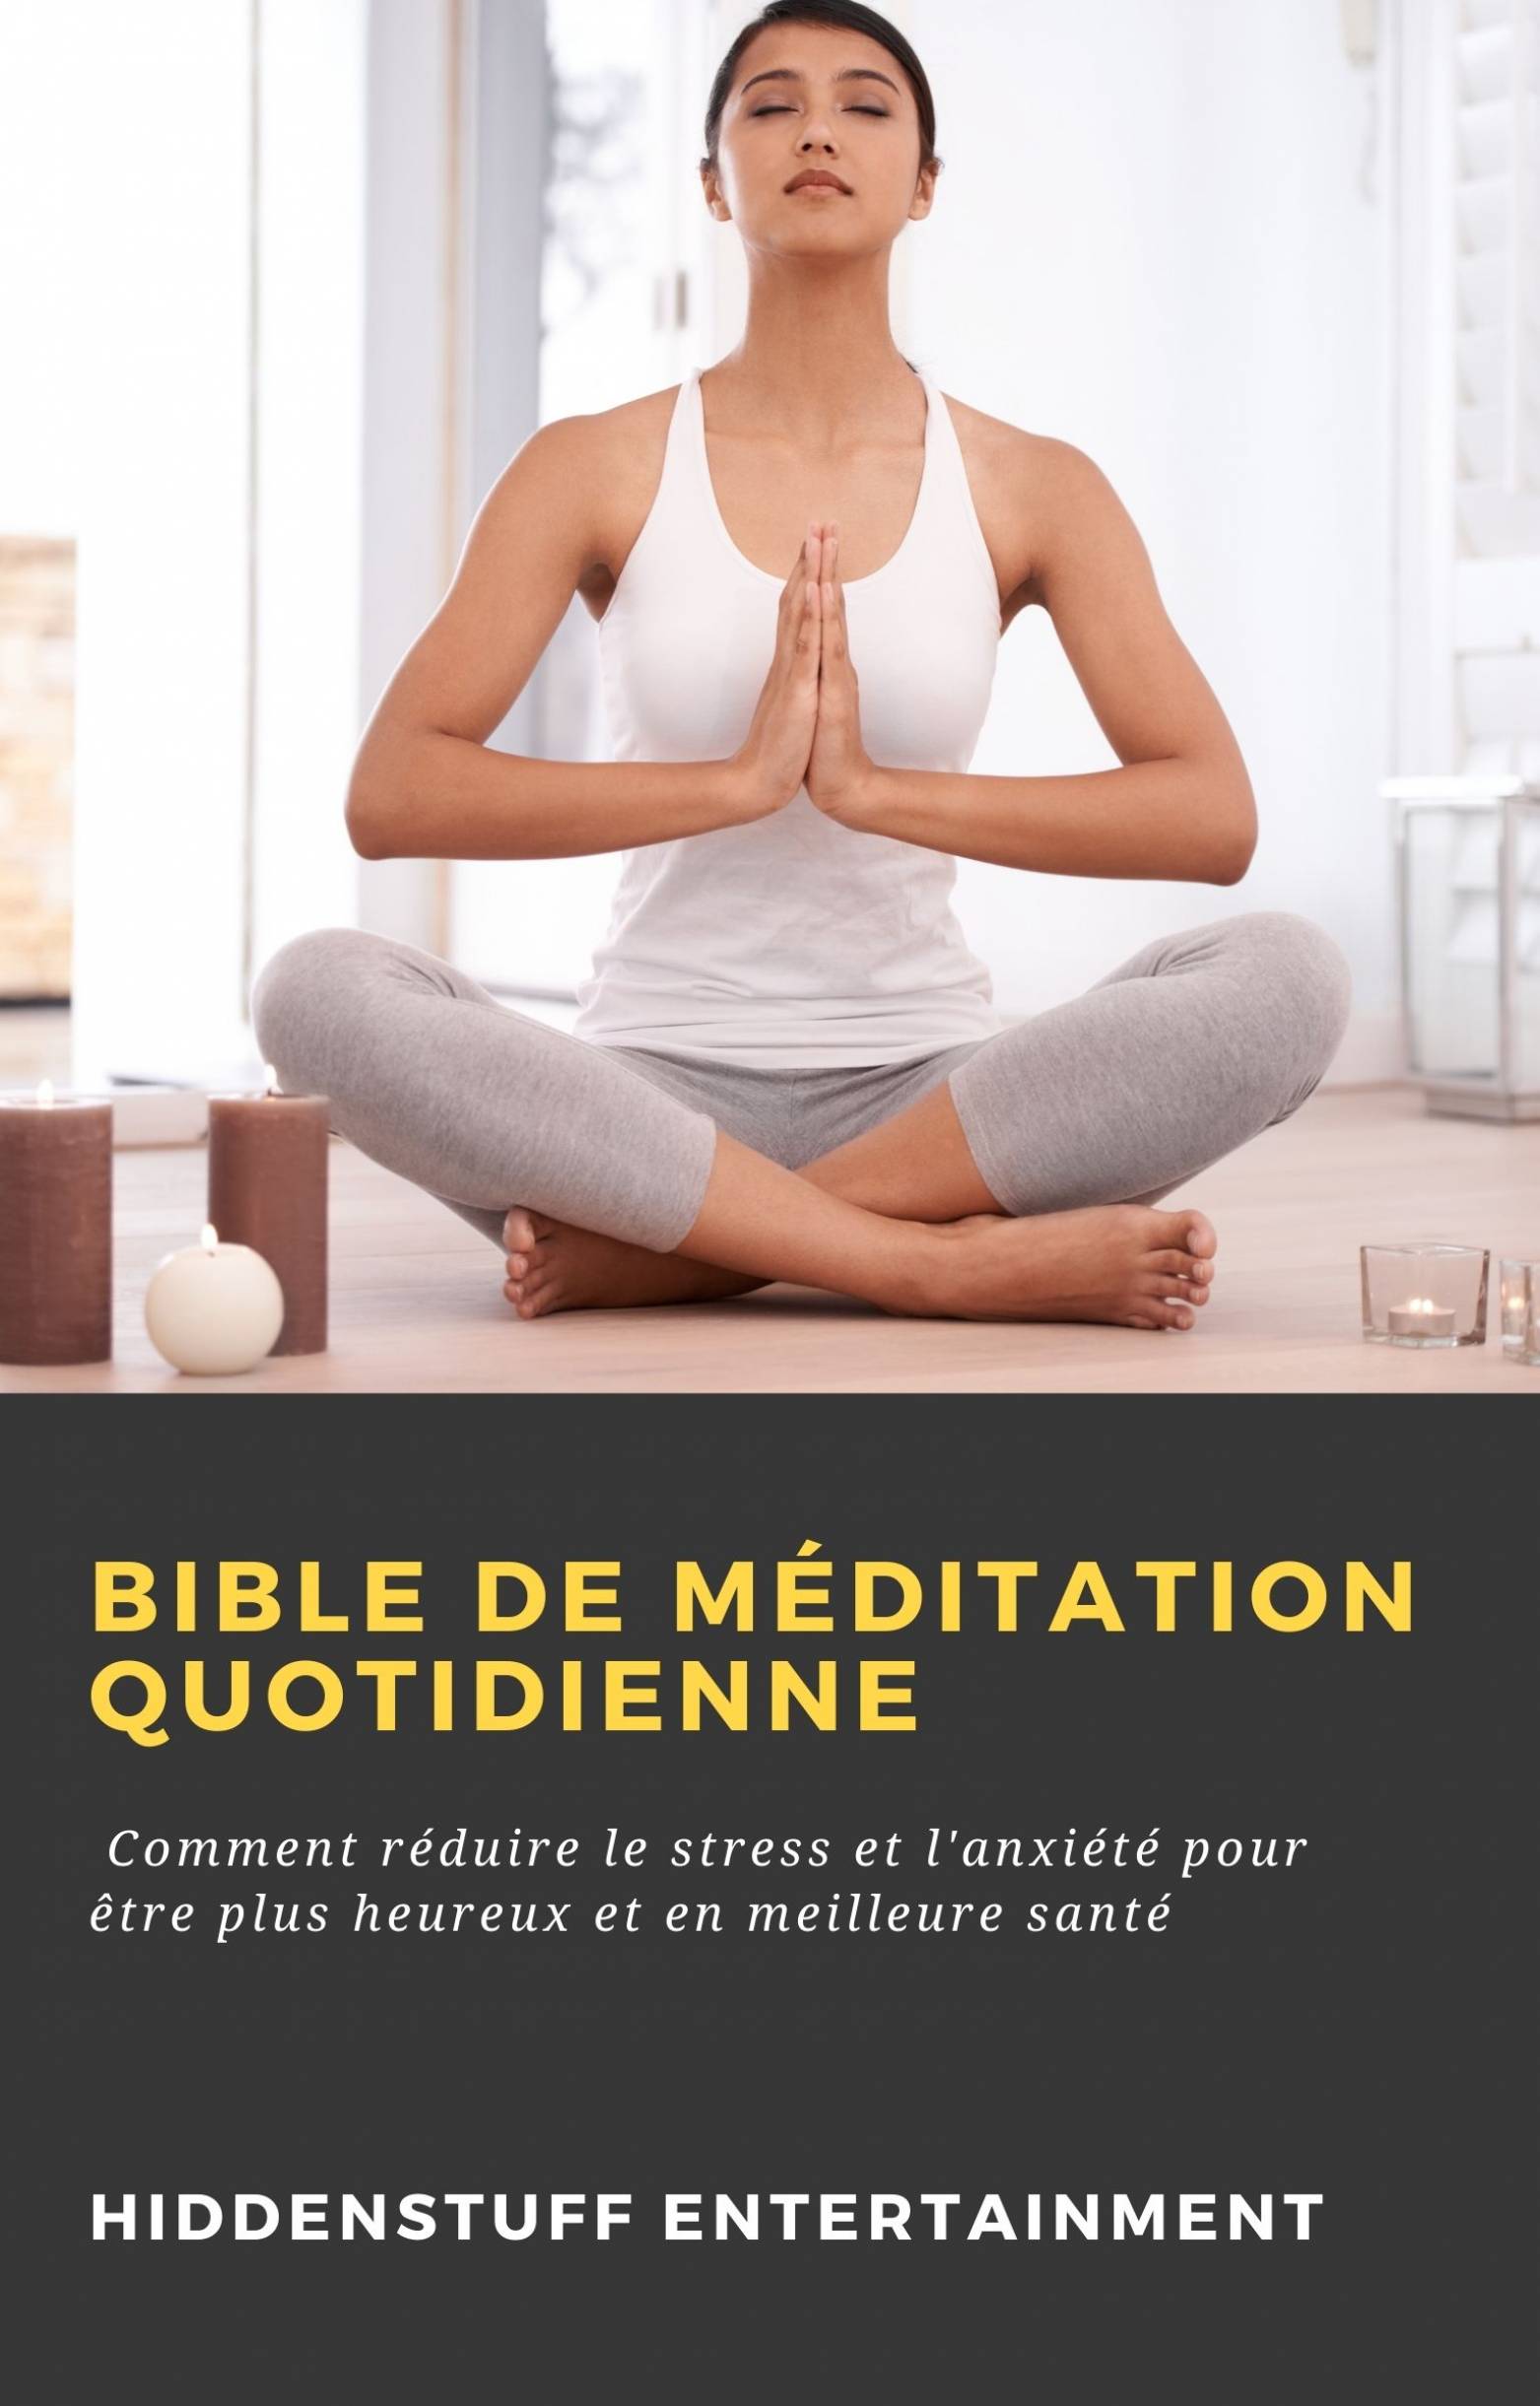 BIBLE DE MÉDITATION
QUOTIDIENNE
Comment réduire le stress et l'anxiété pour
être plus heureux et en meilleure santé
HIDDENSTUFF ENTERTAINMENT